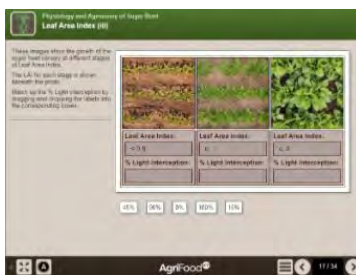 Physiology and Agronomy of Sugar Beet
Leaf Area Index (III)
These images show the growth of the
sugar beet canopy at different stages
of Leaf Area Index.
The LAI for each stage is shown
beneath the photo.
Match up the % Light Interception by
dragging and dropping the labels into
the corresponding boxes.
Leaf Area Index: Leaf Area Index: Leaf Area Index:
% Light Interception: % Light Interception: % Light Interception:
AgriFood
17/34